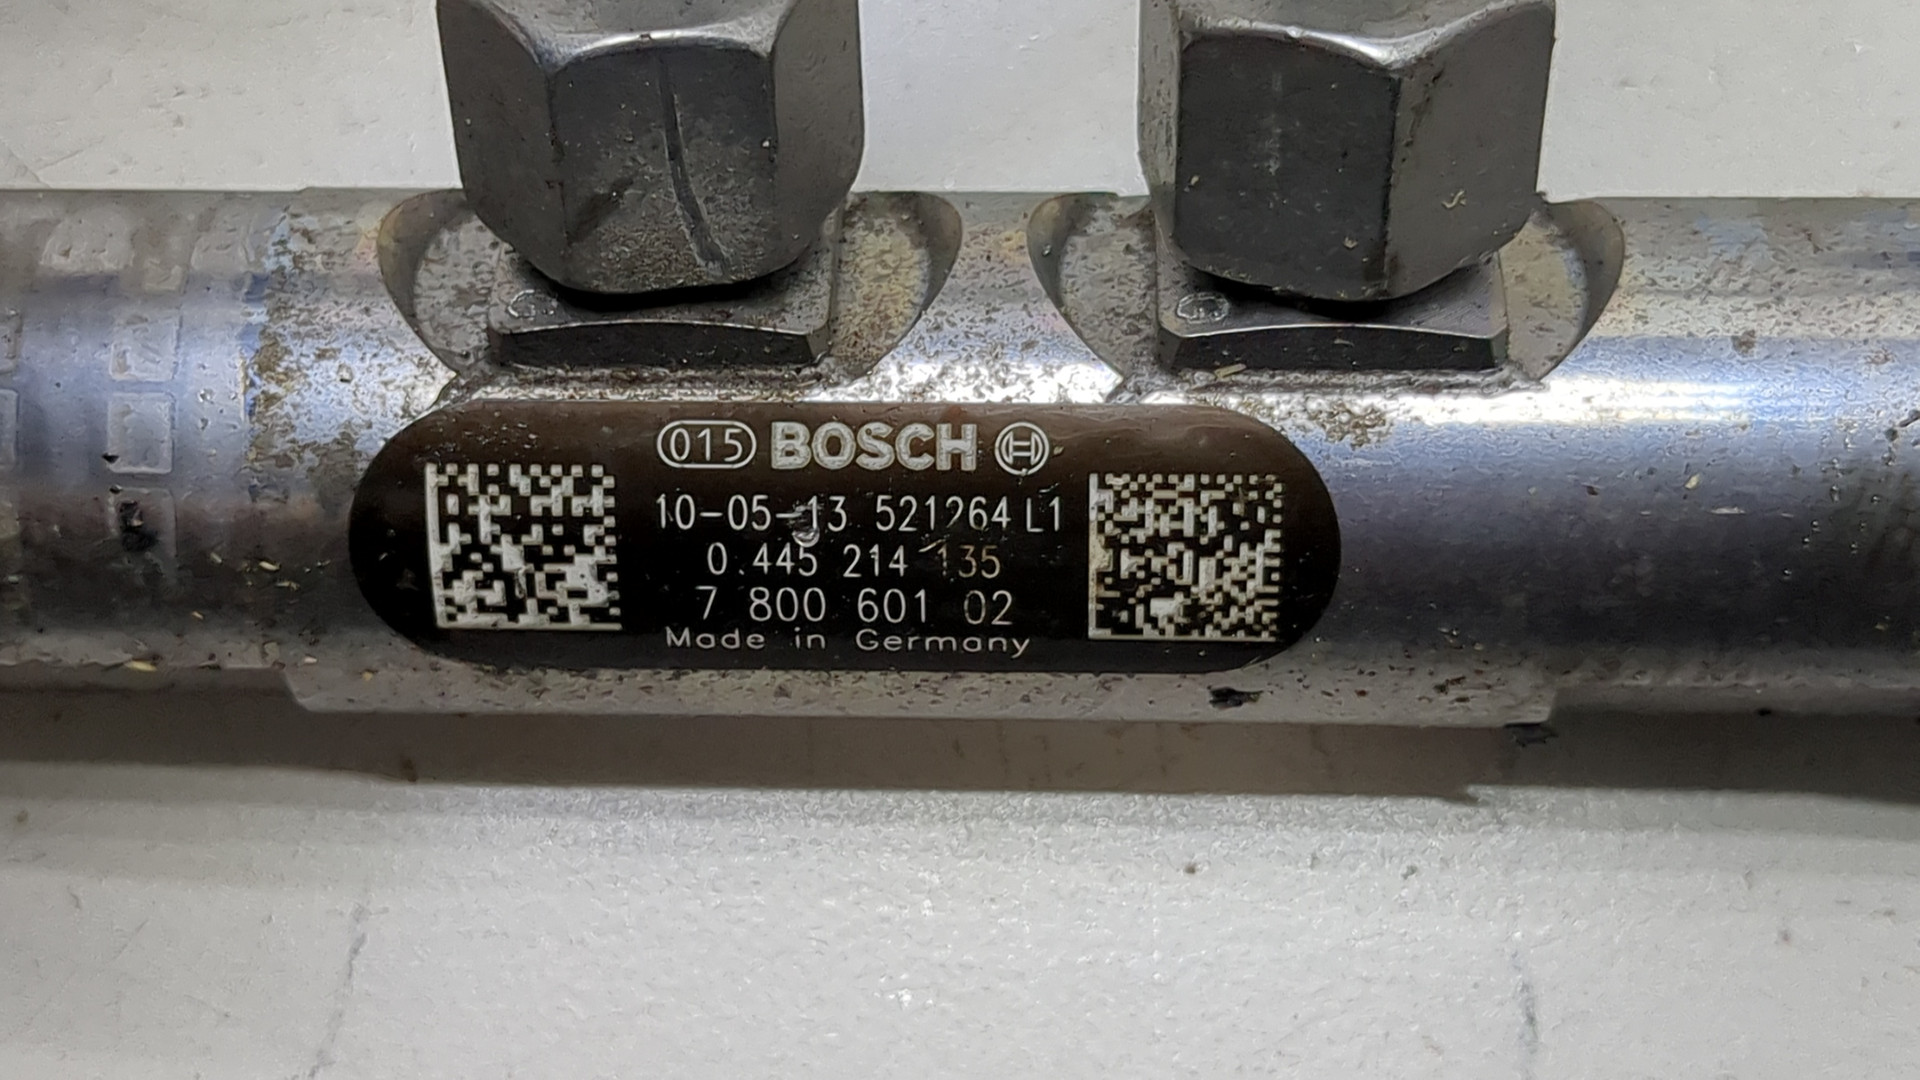 015 BOSCH
10-05-13 521264 L1
0 445 214 135
7 800 601 02
Made in Germany